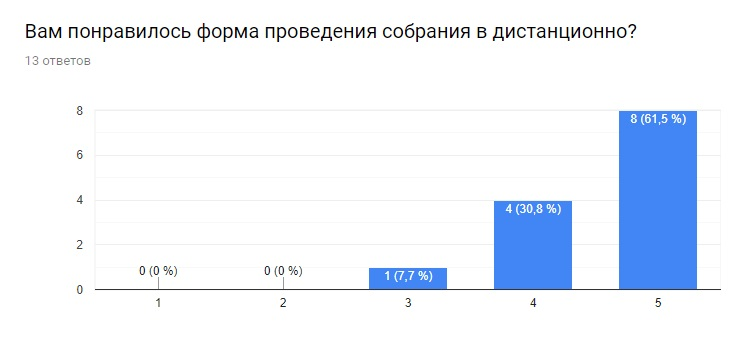 Вам понравилось форма проведения собрания в дистанционно?
13 ответов
8
6
4
2
0
0 (0 %)
0 (0 %)
1 (7,7 %)
4 (30,8 %)
8 (61,5 %)
1
2
3
4
5